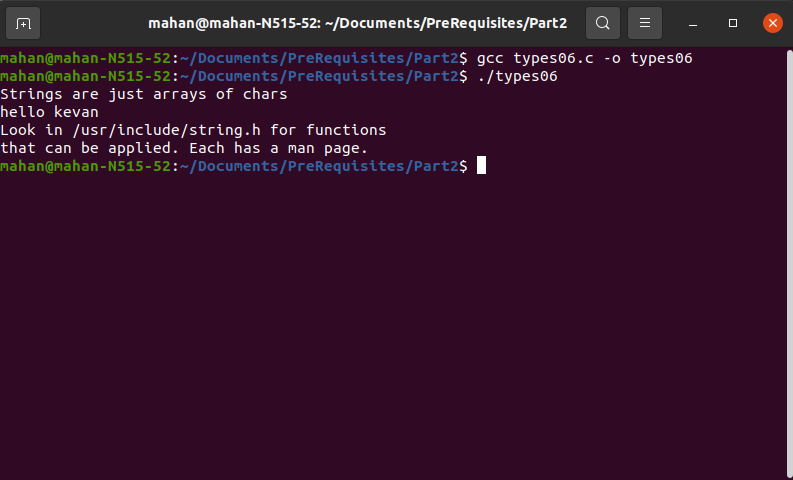 mahan@mahan-N515-52: ~/Documents/PreRequisites/Part2
mahan@mahan-N515-52:~/Documents/PreRequisites/Part2$ gcc types06.c -o types06
mahan@mahan-N515-52:~/Documents/PreRequisites/Part2$ ./types06
Strings are just arrays of chars
hello kevan
Look in /usr/include/string.h for functions
that can be applied. Each has a man page.
mahan@mahan-N515-52:~/Documents/PreRequisites/Part2$